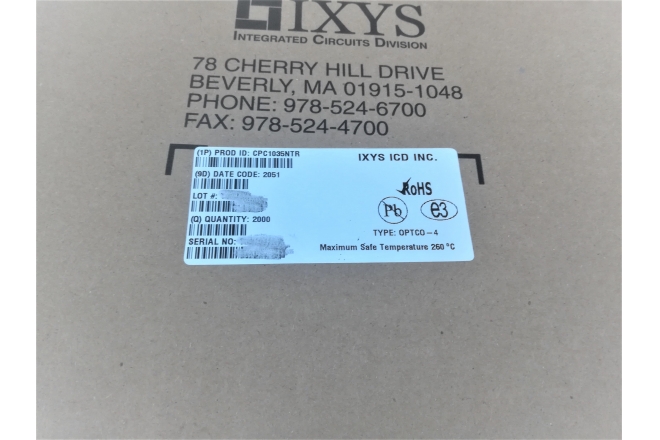 IXYS
INTEGRATED CIRCUITS DIVISION
78 CHERRY HILL DRIVE
BEVERLY, MA 01915-1048
PHONE: 978-524-6700
FAX: 978-524-4700
(1P) PROD ID: CPC1035NTR
IXYS ICD INC.
(9D) DATE CODE: 2051
LOT #:
RoHS
Pb
e3
(Q) QUANTITY: 2000
TYPE: OPTCO-4
SERIAL NO:
Maximum Safe Temperature 260 °C